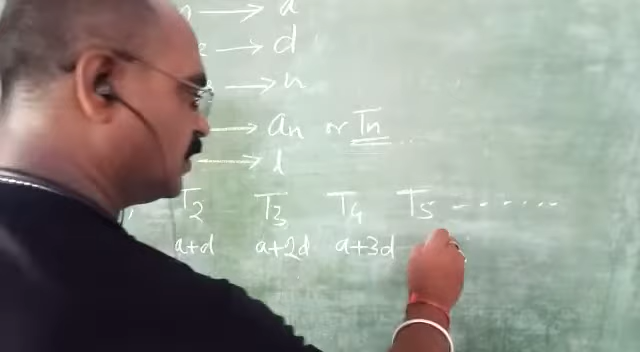 → a
→ d
→ n
→ an or Tn
→ l
T2 T3 T4 T5 -------
a+d a+2d a+3d